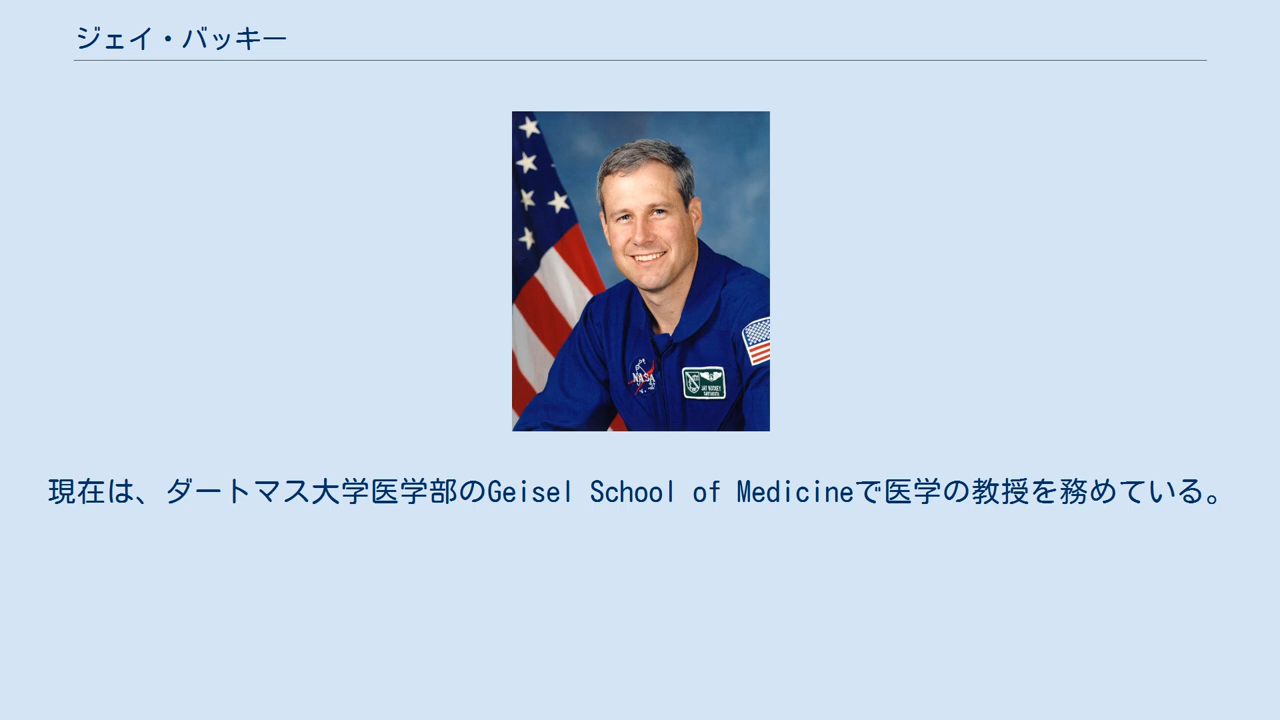 ジェイ・バッキー
NASA
JAY BUCKEY
現在は、ダートマス大学医学部のGeisel School of Medicineで医学の教授を務めている。